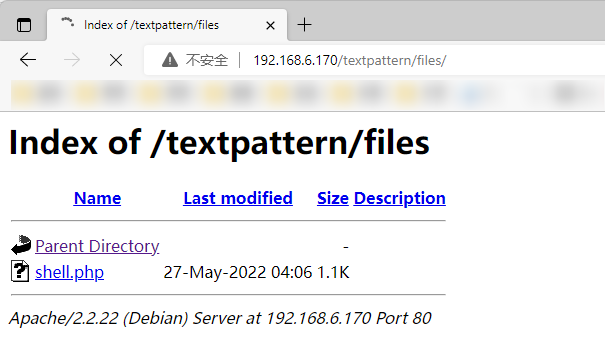 Index of /textpattern/files
不安全 192.168.6.170/textpattern/files/
Index of /textpattern/files
Name Last modified Size Description
Parent Directory -
shell.php 27-May-2022 04:06 1.1K
Apache/2.2.22 (Debian) Server at 192.168.6.170 Port 80